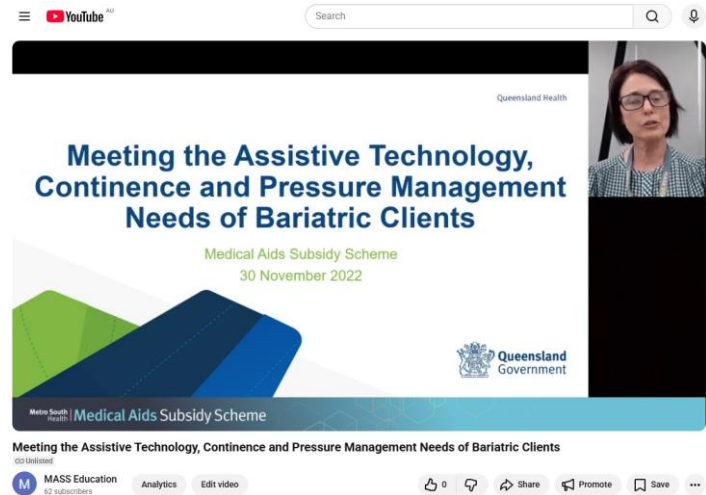 YouTube AU
Search
Queensland Health
Meeting the Assistive Technology,
Continence and Pressure Management
Needs of Bariatric Clients
Medical Aids Subsidy Scheme
30 November 2022
Queensland
Government
Metro South
Health
Medical Aids Subsidy Scheme
Meeting the Assistive Technology, Continence and Pressure Management Needs of Bariatric Clients
Unlisted
M
MASS Education
62 subscribers
Analytics
Edit video
0
Share
Promote
Save